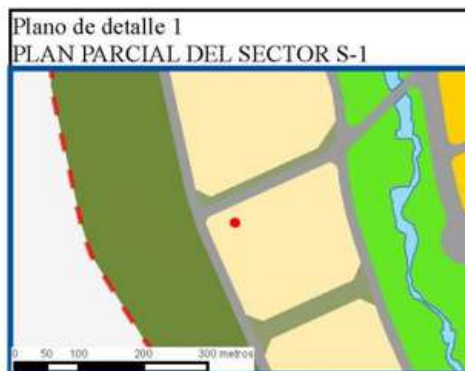 Plano de detalle 1
PLAN PARCIAL DEL SECTOR S-1
0 50 100 200 300 metros